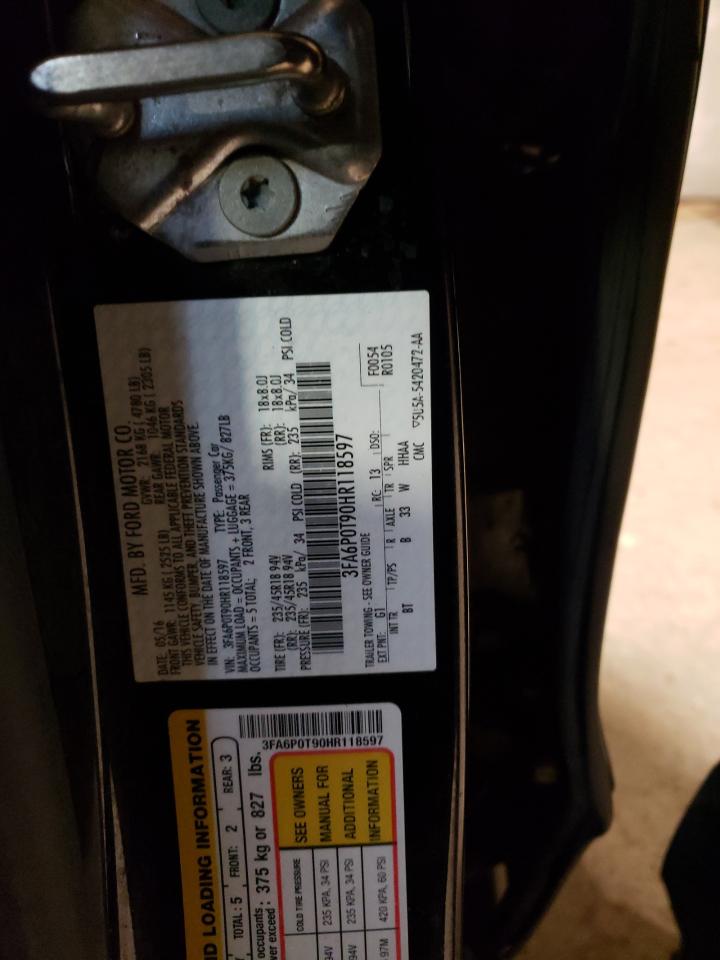 MFD. BY FORD MOTOR CO.
DATE: 05/16 GVWR: 2168 KG ( 4780 LB)
FRONT GAWR: 1145 KG ( 2525 LB) REAR GAWR: 1046 KG ( 2305 LB)
THIS VEHICLE CONFORMS TO ALL APPLICABLE FEDERAL MOTOR
VEHICLE SAFETY, BUMPER, AND THEFT PREVENTION STANDARDS
IN EFFECT ON THE DATE OF MANUFACTURE SHOWN ABOVE.
VIN: 3FA6P0T90HR118597 TYPE: Passenger Car
MAXIMUM LOAD = OCCUPANTS + LUGGAGE = 375KG/ 827LB
OCCUPANTS = 5 TOTAL: 2 FRONT, 3 REAR
TIRE (FR): 235/45R18 94V RIMS (FR): 18x8.0J
(RR): 235/45R18 94V (RR): 18x8.0J
PRESSURE (FR): 235 kPa/ 34 PSI COLD (RR): 235 kPa/ 34 PSI COLD
3FA6P0T90HR118597
TRAILER TOWING - SEE OWNER GUIDE F0054
EXT PNT: G1 RC: 13 DSO: R0105
INT TR TP/PS R AXLE TR SPR
BT B 33 W HHAA
CMC ▽5U5A-5420472-AA
ND LOADING INFORMATION
TOTAL: 5 FRONT: 2 REAR: 3
occupants
over exceed : 375 kg or 827 lbs.
3FA6P0T90HR118597
COLD TIRE PRESSURE SEE OWNERS
94V 235 KPA, 34 PSI MANUAL FOR
94V 235 KPA, 34 PSI ADDITIONAL
97M 420 KPA, 60 PSI INFORMATION